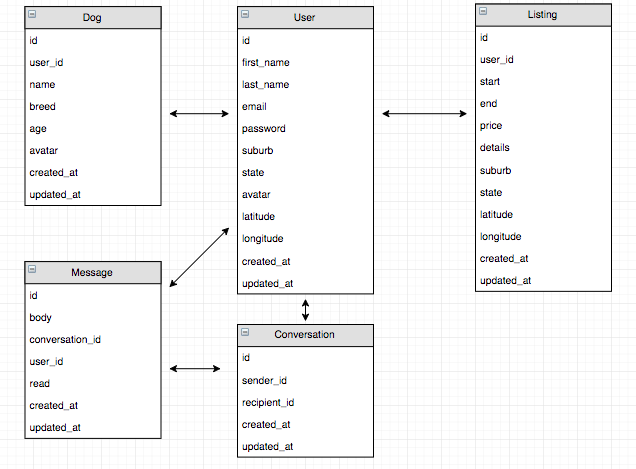 Dog
id
user_id
name
breed
age
avatar
created_at
updated_at
User
id
first_name
last_name
email
password
suburb
state
avatar
latitude
longitude
created_at
updated_at
Listing
id
user_id
start
end
price
details
suburb
state
latitude
longitude
created_at
updated_at
Message
id
body
conversation_id
user_id
read
created_at
updated_at
Conversation
id
sender_id
recipient_id
created_at
updated_at